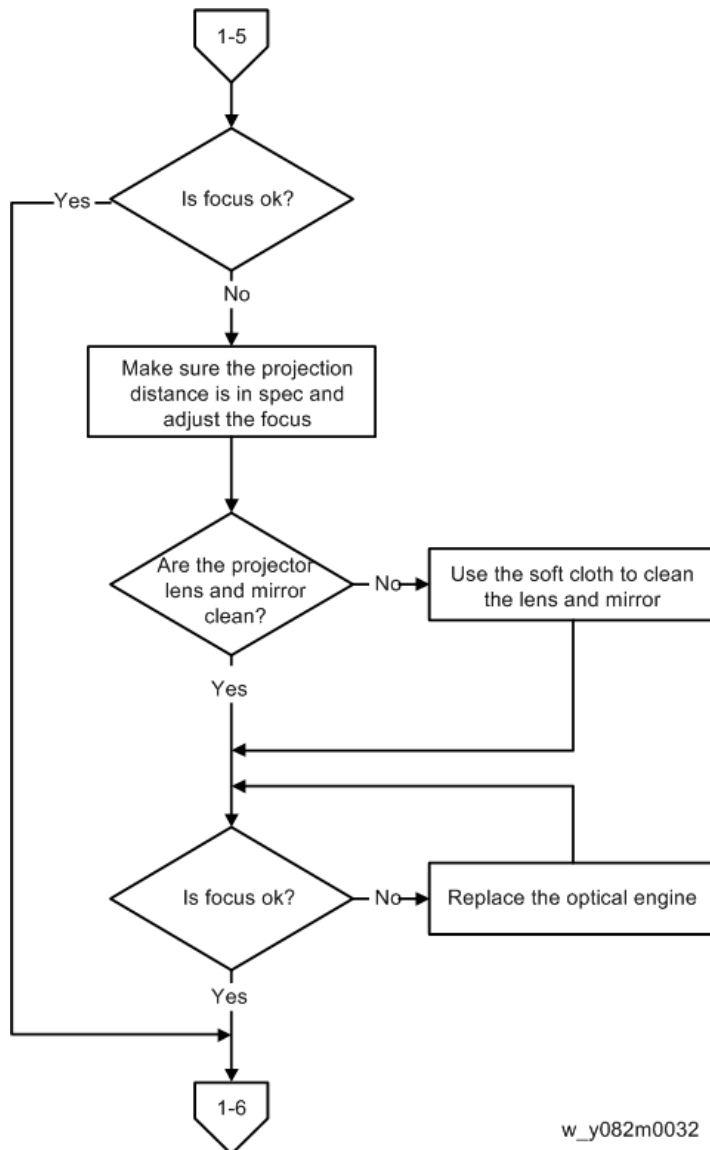 1-5
Is focus ok?
Yes
No
Make sure the projection
distance is in spec and
adjust the focus
Are the projector
lens and mirror
clean?
No
Use the soft cloth to clean
the lens and mirror
Yes
Is focus ok?
No
Replace the optical engine
Yes
1-6
w_y082m0032